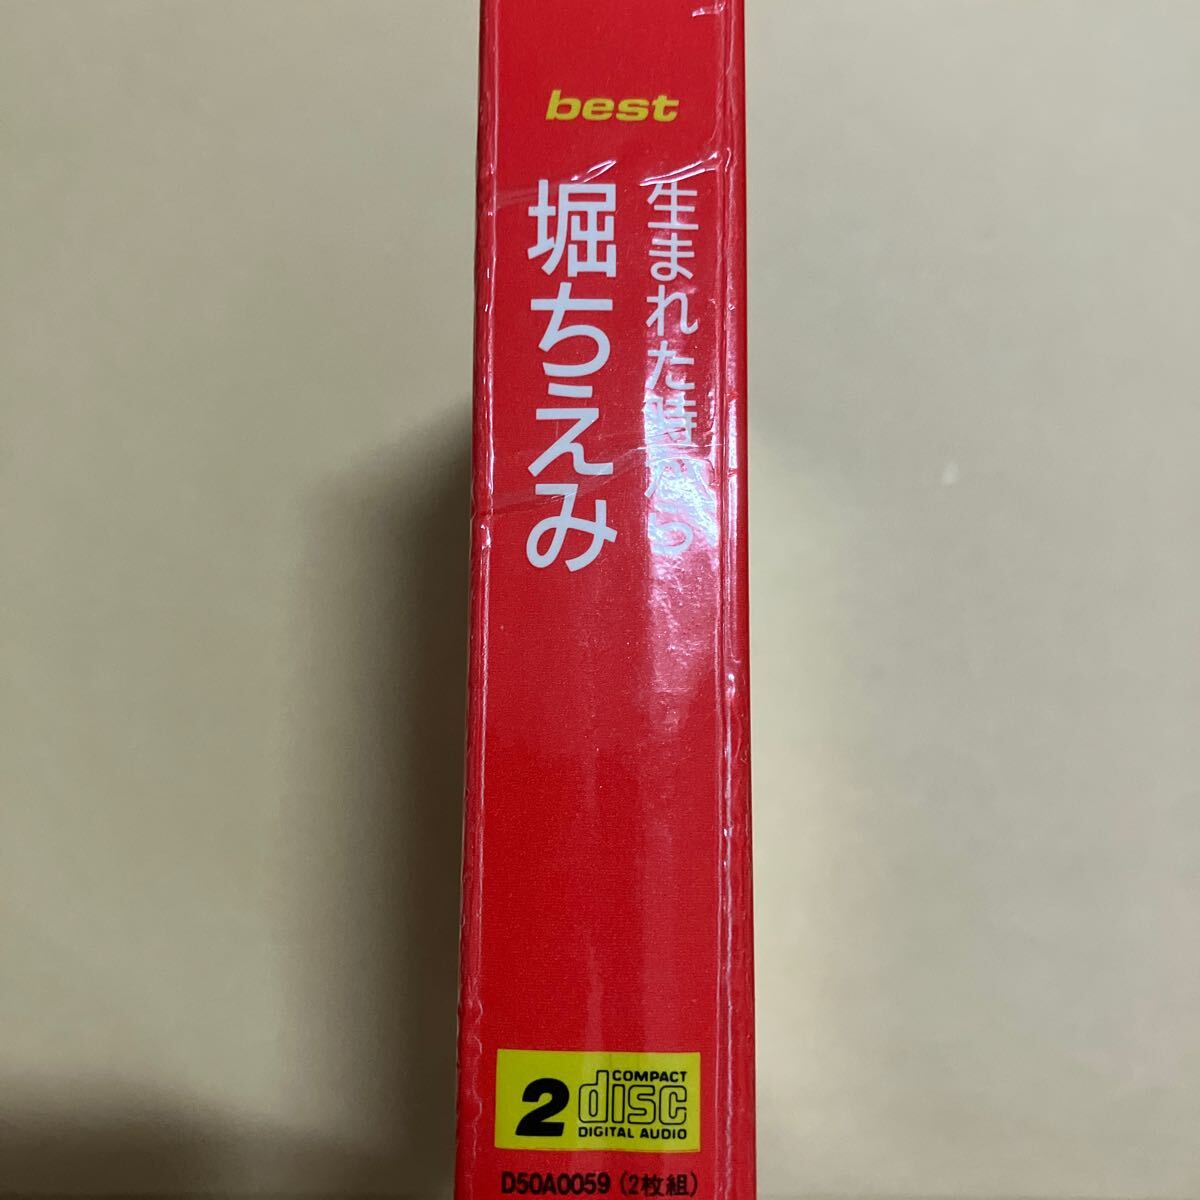 best
生まれた時から
堀ちえみ
2 COMPACT
disc
DIGITAL AUDIO
D50A0059 (2枚組)